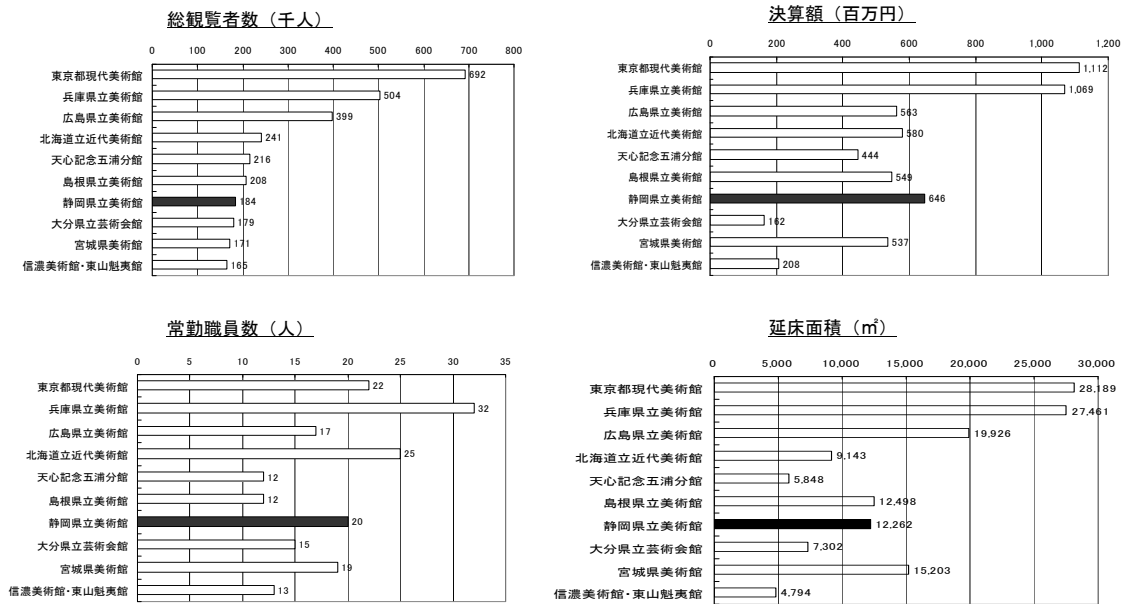 総観覧者数（千人）
0 100 200 300 400 500 600 700 800
東京都現代美術館 692
兵庫県立美術館 504
広島県立美術館 399
北海道立近代美術館 241
天心記念五浦分館 216
島根県立美術館 208
静岡県立美術館 184
大分県立芸術会館 179
宮城県美術館 171
信濃美術館・東山魁夷館 165
決算額（百万円）
0 200 400 600 800 1,000 1,200
東京都現代美術館 1,112
兵庫県立美術館 1,069
広島県立美術館 563
北海道立近代美術館 580
天心記念五浦分館 444
島根県立美術館 549
静岡県立美術館 646
大分県立芸術会館 162
宮城県美術館 537
信濃美術館・東山魁夷館 208
常勤職員数（人）
0 5 10 15 20 25 30 35
東京都現代美術館 22
兵庫県立美術館 32
広島県立美術館 17
北海道立近代美術館 25
天心記念五浦分館 12
島根県立美術館 12
静岡県立美術館 20
大分県立芸術会館 15
宮城県美術館 19
信濃美術館・東山魁夷館 13
延床面積（㎡）
0 5,000 10,000 15,000 20,000 25,000 30,000
東京都現代美術館 28,189
兵庫県立美術館 27,461
広島県立美術館 19,926
北海道立近代美術館 9,143
天心記念五浦分館 5,848
島根県立美術館 12,498
静岡県立美術館 12,262
大分県立芸術会館 7,302
宮城県美術館 15,203
信濃美術館・東山魁夷館 4,794